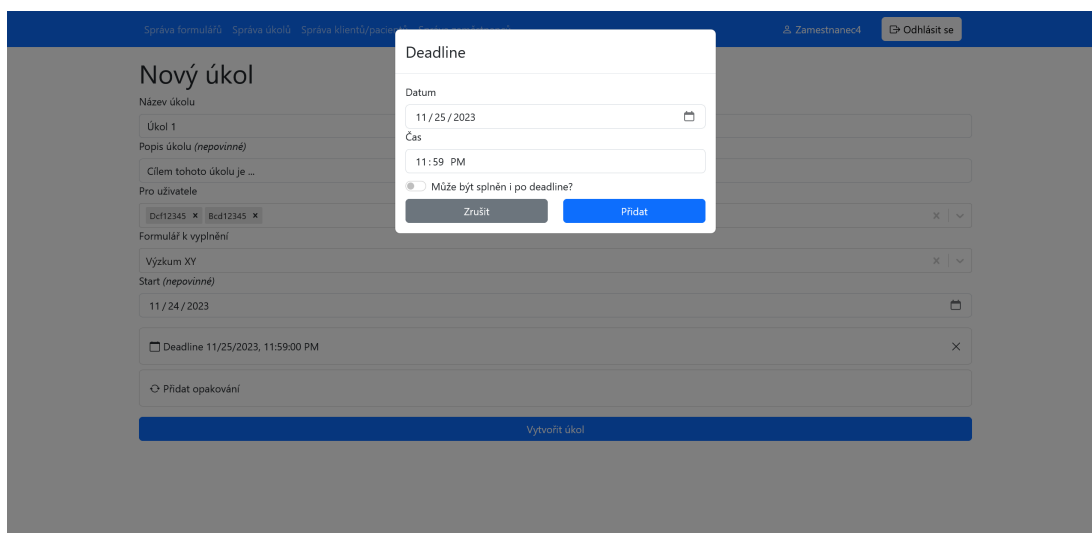 Správa formulářů Správa úkolů Správa klientů/pacientů
Zamestnanec4
Odhlásit se
Deadline
Datum
11/25/2023
Čas
11:59 PM
Může být splněn i po deadline?
Zrušit
Přidat
Nový úkol
Název úkolu
Úkol 1
Popis úkolu (nepovinné)
Cílem tohoto úkolu je ...
Pro uživatele
Dcf12345 × Bcd12345 ×
Formulář k vyplnění
Výzkum XY
Start (nepovinné)
11/24/2023
Deadline 11/25/2023, 11:59:00 PM
Přidat opakování
Vytvořit úkol